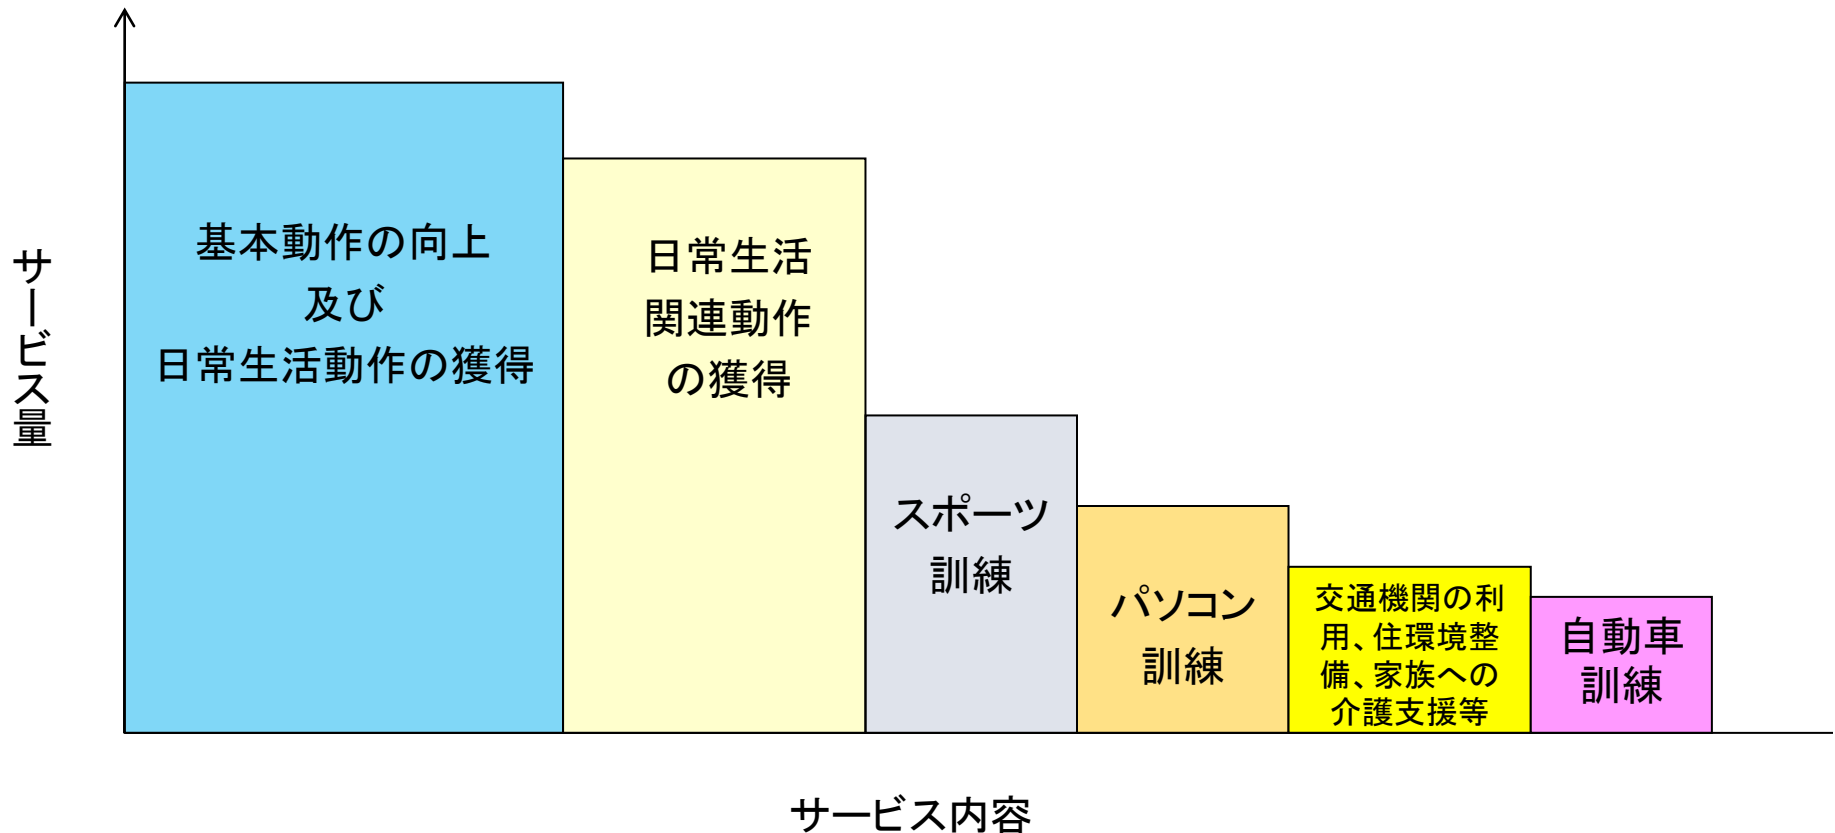 サービス量
基本動作の向上
及び
日常生活動作の獲得
日常生活
関連動作
の獲得
スポーツ
訓練
パソコン
訓練
交通機関の利
用、住環境整
備、家族への
介護支援等
自動車
訓練
サービス内容